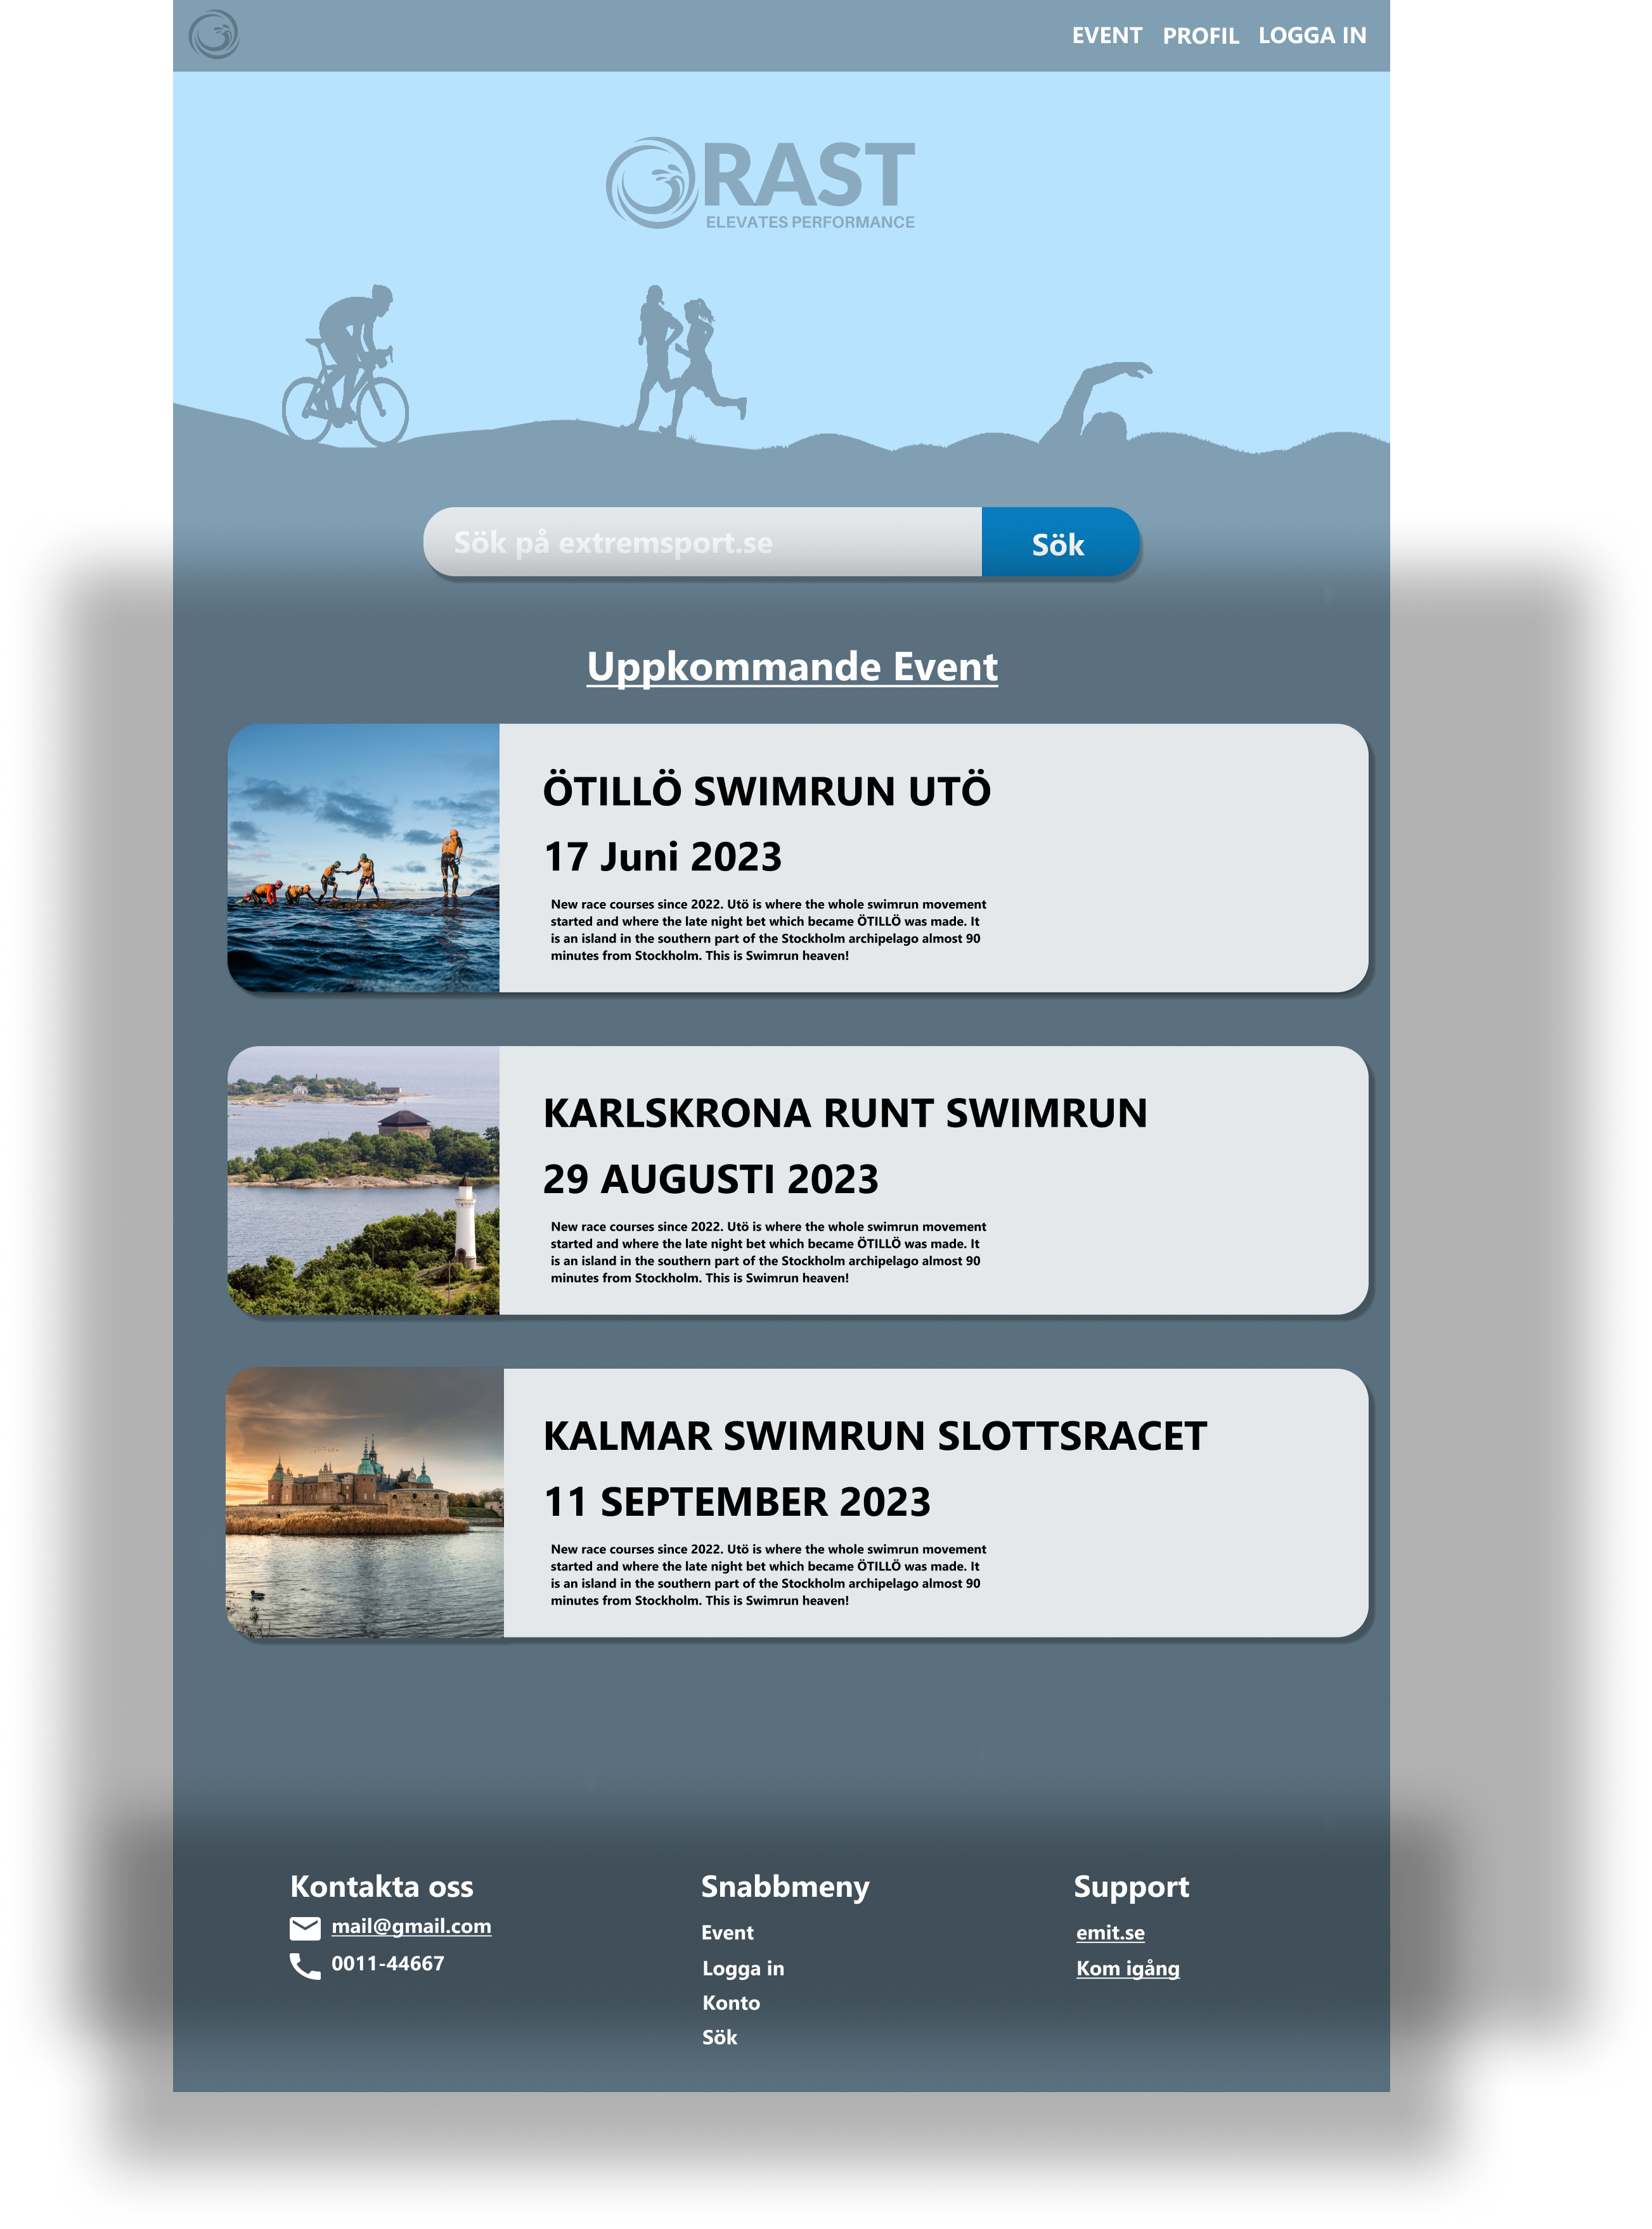 EVENT PROFIL LOGGA IN
RAST
ELEVATES PERFORMANCE
Sök på extremsport.se Sök
Uppkommande Event
ÖTILLÖ SWIMRUN UTÖ
17 Juni 2023
New race courses since 2022. Utö is where the whole swimrun movement
started and where the late night bet which became ÖTILLÖ was made. It
is an island in the southern part of the Stockholm archipelago almost 90
minutes from Stockholm. This is Swimrun heaven!
KARLSKRONA RUNT SWIMRUN
29 AUGUSTI 2023
New race courses since 2022. Utö is where the whole swimrun movement
started and where the late night bet which became ÖTILLÖ was made. It
is an island in the southern part of the Stockholm archipelago almost 90
minutes from Stockholm. This is Swimrun heaven!
KALMAR SWIMRUN SLOTTSRACET
11 SEPTEMBER 2023
New race courses since 2022. Utö is where the whole swimrun movement
started and where the late night bet which became ÖTILLÖ was made. It
is an island in the southern part of the Stockholm archipelago almost 90
minutes from Stockholm. This is Swimrun heaven!
Kontakta oss
mail@gmail.com
0011-44667
Snabbmeny
Event
Logga in
Konto
Sök
Support
emit.se
Kom igång